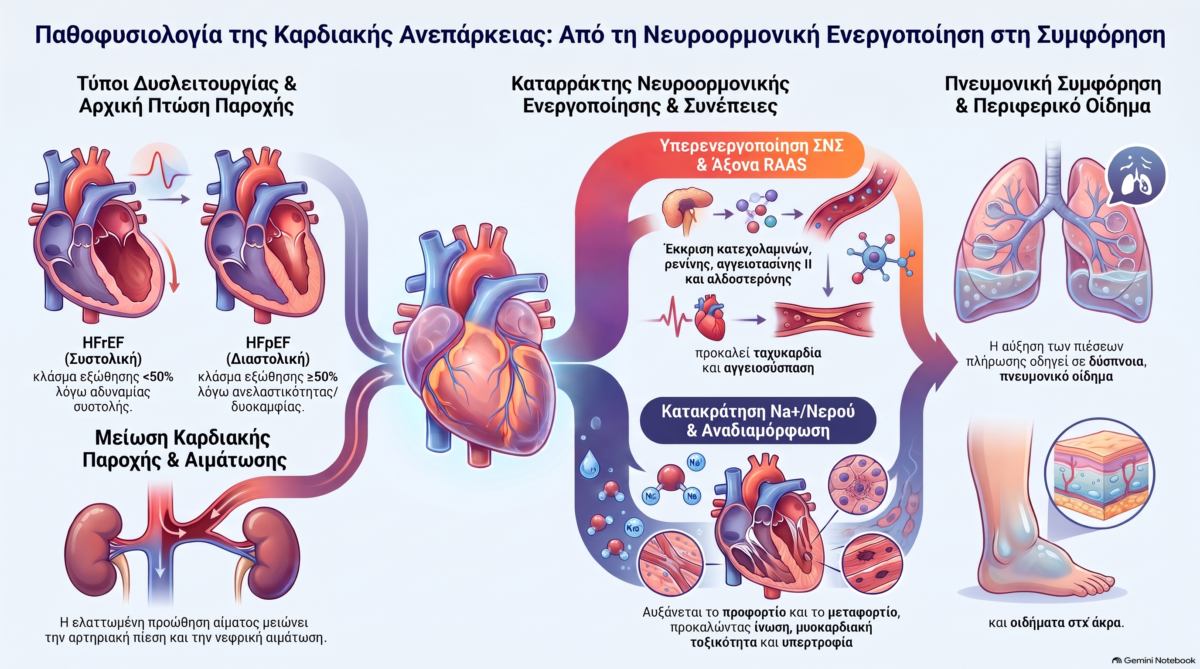 Παθοφυσιολογία της Καρδιακής Ανεπάρκειας: Από τη Νευροορμονική Ενεργοποίηση στη Συμφόρηση
Τύποι Δυσλειτουργίας &
Αρχική Πτώση Παροχής
HFrEF
(Συστολική)
κλάσμα εξώθησης <50%
λόγω αδυναμίας
συστολής.
HFpEF
(Διαστολική)
κλάσμα εξώθησης ≥50%
λόγω ανελαστικότητας/
δυοκαμφίας.
Μείωση Καρδιακής
Παροχής & Αιμάτωσης
Η ελαττωμένη προώθηση αίματος μειώνει
την αρτηριακή πίεση και την νεφρική αιμάτωση.
Καταρράκτης Νευροορμονικής
Ενεργοποίησης & Συνέπειες
Υπερενεργοποίηση ΣΝΣ
& Άξονα RAAS
Έκκριση κατεχολαμινών,
ρενίνης, αγγειοτασίνης ΙΙ
και αλδοστερόνης
προκαλεί ταχυκαρδία
και αγγειοσύσπαση
Κατακράτηση Na+/Νερού
& Αναδιαμόρφωση
H
Na
Na
Αυξάνεται το προφορτίο και το μεταφορτίο,
προκαλώντας ίνωση, μυοκαρδιακή
τοξικότητα και υπερτροφία
Πνευμονική Συμφόρηση
& Περιφερικό Οίδημα
Η αύξηση των πιέσεων
πλήρωσης οδηγεί σε δύσπνοια,
πνευμονικό οίδημα
και οιδήματα στχ̈ άκρα.
Gemini Notebook